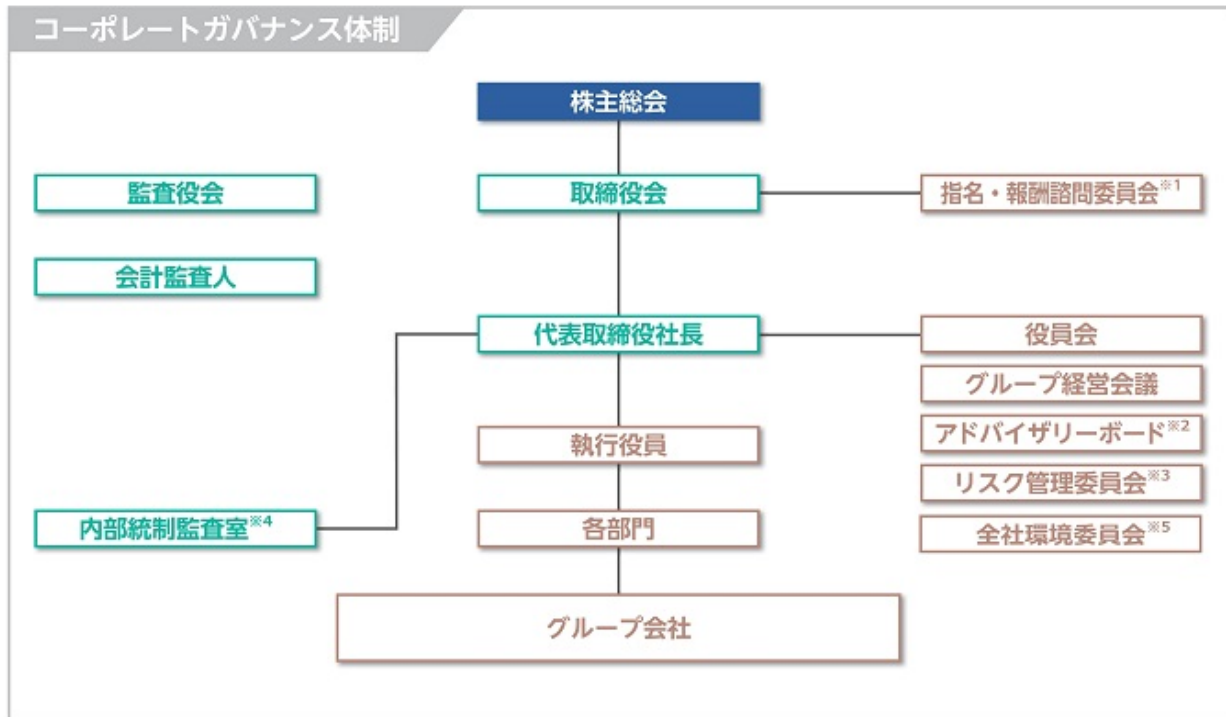 コーポレートガバナンス体制
株主総会
監査役会
取締役会
指名・報酬諮問委員会※1
会計監査人
代表取締役社長
役員会
グループ経営会議
アドバイザリーボード※2
執行役員
リスク管理委員会※3
内部統制監査室※4
各部門
全社環境委員会※5
グループ会社